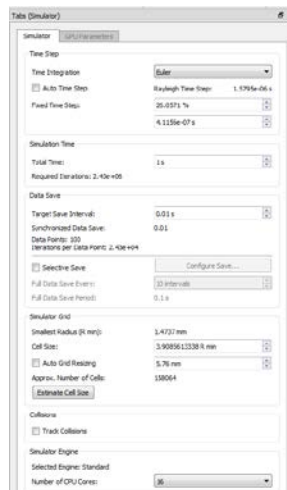 Tabs (Simulator)
Simulator GPU Parameters
Time Step
Time Integration Euler
Auto Time Step Rayleigh Time Step: 1.5795e-06 s
Fixed Time Step: 26.0571 %
4.1156e-07 s
Simulation Time
Total Time: 1 s
Required Iterations: 2.43e+06
Data Save
Target Save Interval: 0.01 s
Synchronized Data Save: 0.01
Data Points: 100
Iterations per Data Point: 2.43e+04
Selective Save Configure Save...
Full Data Save Every: 10 intervals
Full Data Save Period: 0.1 s
Simulator Grid
Smallest Radius (R min): 1.4737 mm
Cell Size: 3.9085613338 R min
Auto Grid Resizing 5.76 mm
Approx. Number of Cells: 158064
Estimate Cell Size
Collisions
Track Collisions
Simulator Engine
Selected Engine: Standard
Number of CPU Cores: 36